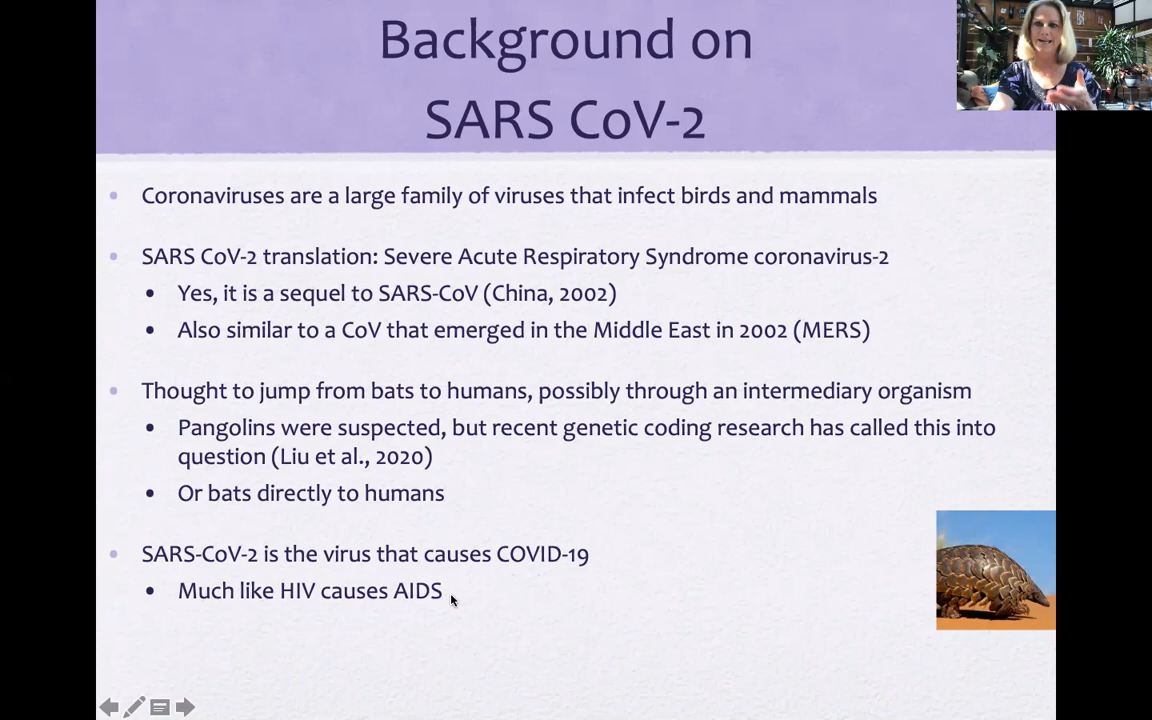 Background on
SARS CoV-2
Coronaviruses are a large family of viruses that infect birds and mammals
SARS CoV-2 translation: Severe Acute Respiratory Syndrome coronavirus-2
Yes, it is a sequel to SARS-CoV (China, 2002)
Also similar to a CoV that emerged in the Middle East in 2002 (MERS)
Thought to jump from bats to humans, possibly through an intermediary organism
Pangolins were suspected, but recent genetic coding research has called this into
question (Liu et al., 2020)
Or bats directly to humans
SARS-CoV-2 is the virus that causes COVID-19
Much like HIV causes AIDS